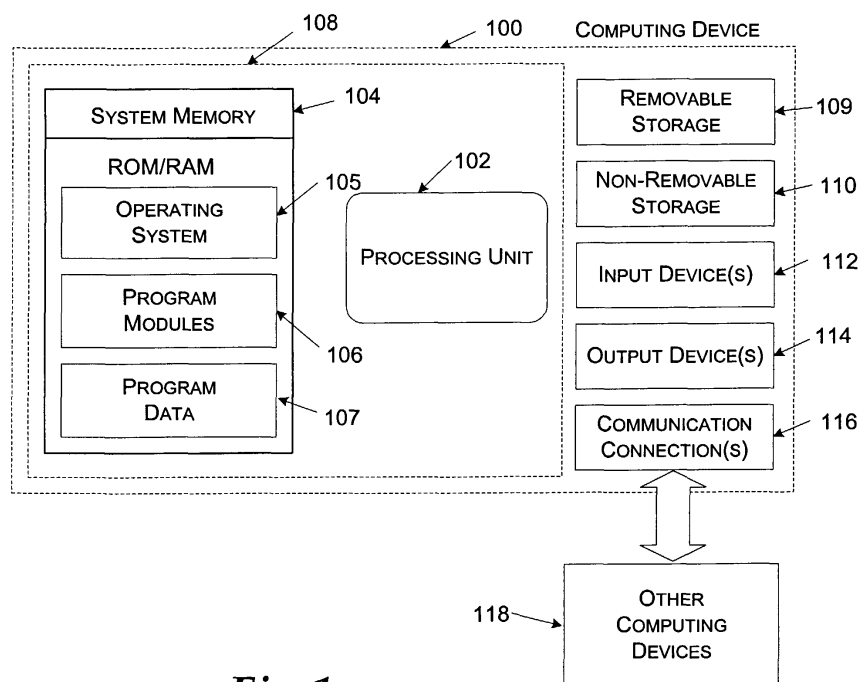 108
100
COMPUTING DEVICE
SYSTEM MEMORY
104
ROM/RAM
105
OPERATING
SYSTEM
PROGRAM
MODULES
106
PROGRAM
DATA
107
102
PROCESSING UNIT
REMOVABLE
STORAGE
109
NON-REMOVABLE
STORAGE
110
INPUT DEVICE(S)
112
OUTPUT DEVICE(S)
114
COMMUNICATION
CONNECTION(S)
116
118
OTHER
COMPUTING
DEVICES